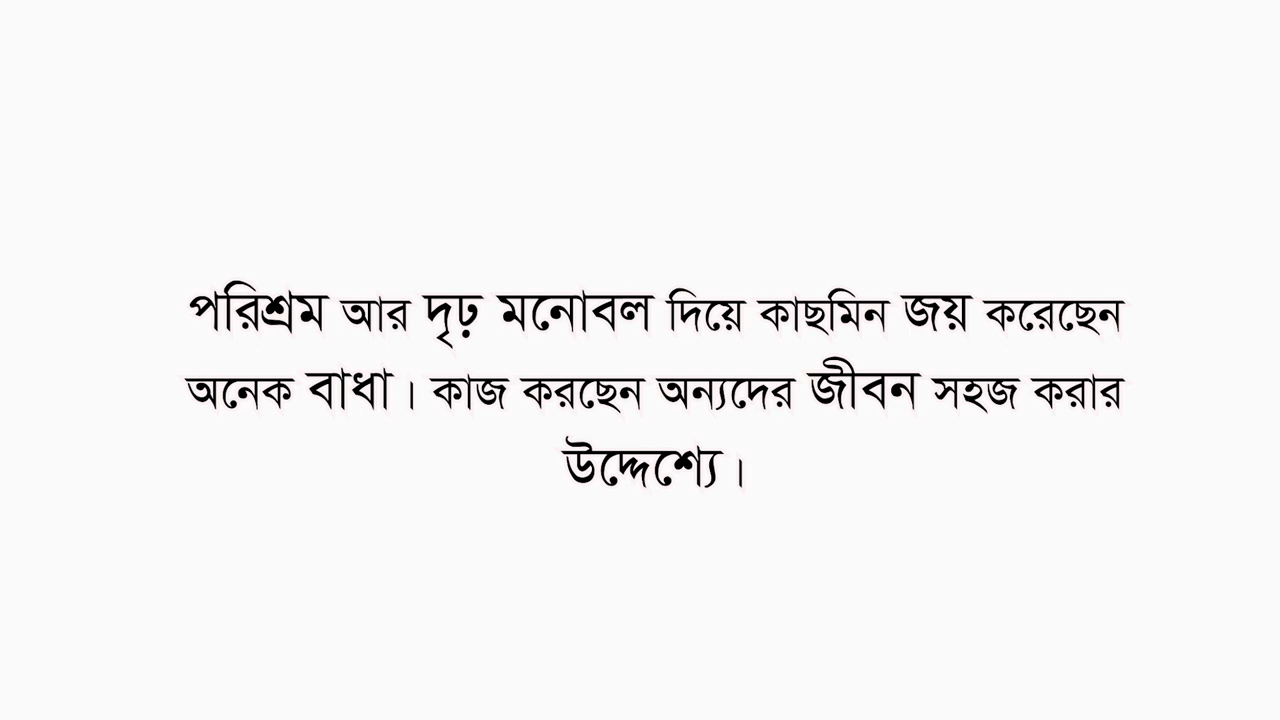 পরিশ্রম আর দৃঢ় মনোবল দিয়ে কাছমিন জয় করেছেন
অনেক বাধা। কাজ করছেন অন্যদের জীবন সহজ করার
উদ্দেশ্যে।